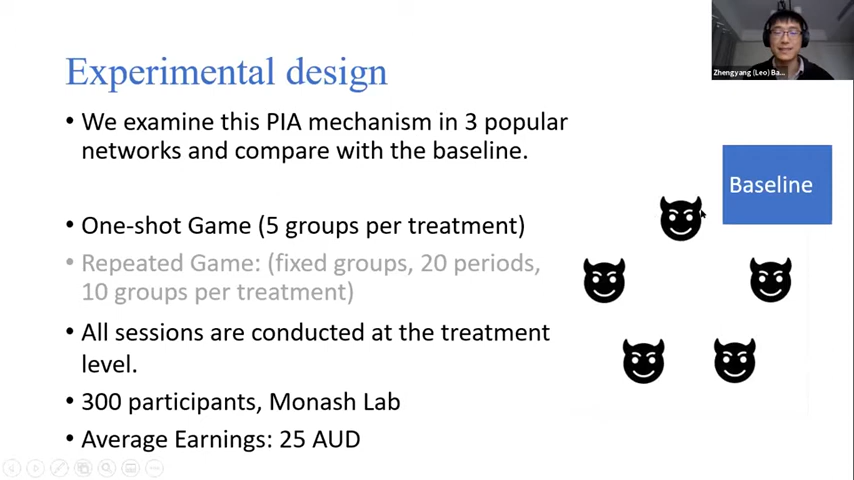 Zhengyang (Leo) Ba...
Experimental design
• We examine this PIA mechanism in 3 popular
networks and compare with the baseline.
Baseline
• One-shot Game (5 groups per treatment)
• Repeated Game: (fixed groups, 20 periods,
10 groups per treatment)
• All sessions are conducted at the treatment
level.
• 300 participants, Monash Lab
• Average Earnings: 25 AUD